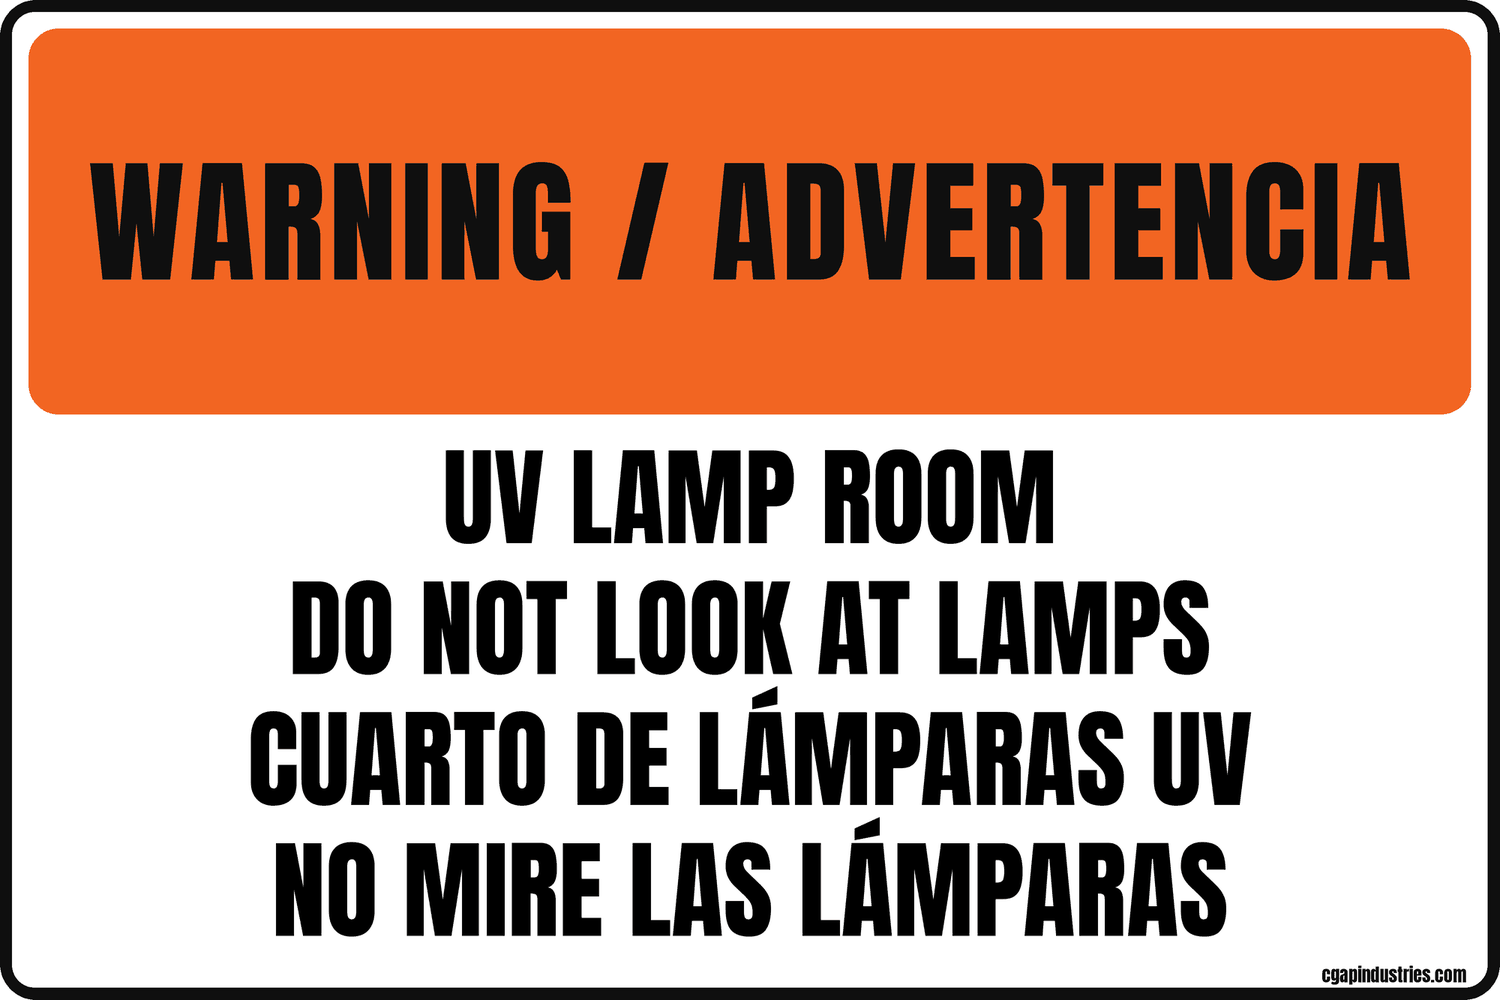 WARNING / ADVERTENCIA
UV LAMP ROOM
DO NOT LOOK AT LAMPS
CUARTO DE LÁMPARAS UV
NO MIRE LAS LÁMPARAS
cgapindustries.com